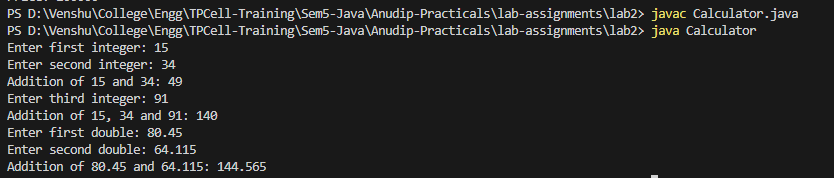 PS D:\Venshu\College\Engg\TPCell-Training\Sem5-Java\Anudip-Practicals\lab-assignments\lab2> javac Calculator.java
PS D:\Venshu\College\Engg\TPCell-Training\Sem5-Java\Anudip-Practicals\lab-assignments\lab2> java Calculator
Enter first integer: 15
Enter second integer: 34
Addition of 15 and 34: 49
Enter third integer: 91
Addition of 15, 34 and 91: 140
Enter first double: 80.45
Enter second double: 64.115
Addition of 80.45 and 64.115: 144.565